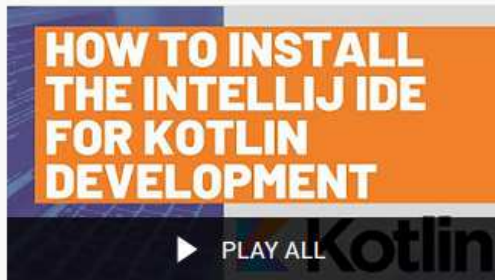 HOW TO INSTALL
THE INTELLIJ IDE
FOR KOTLIN
DEVELOPMENT
PLAY ALL
Kotlin